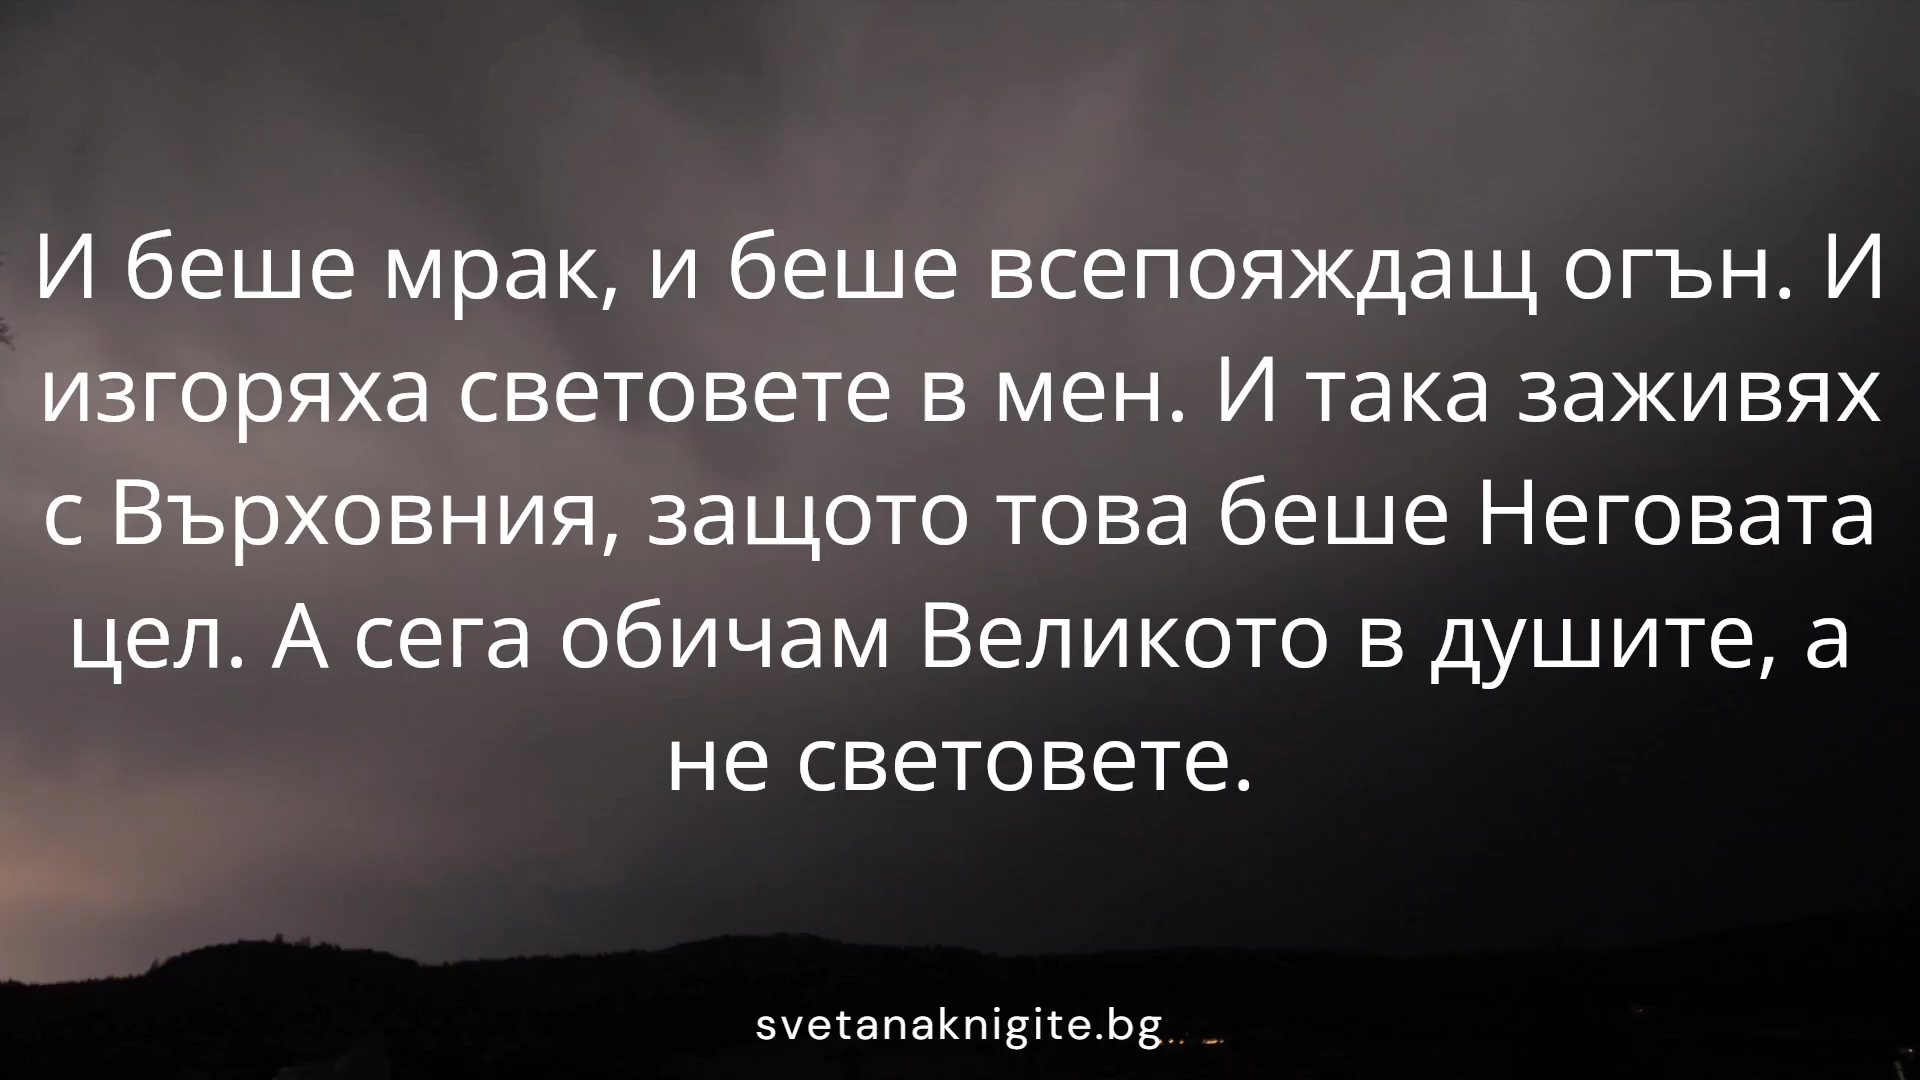 И беше мрак, и беше всепояждащ огън. И
изгоряха световете в мен. И така заживях
с Върховния, защото това беше Неговата
цел. А сега обичам Великото в душите, а
не световете.
svetanaknigite.bg